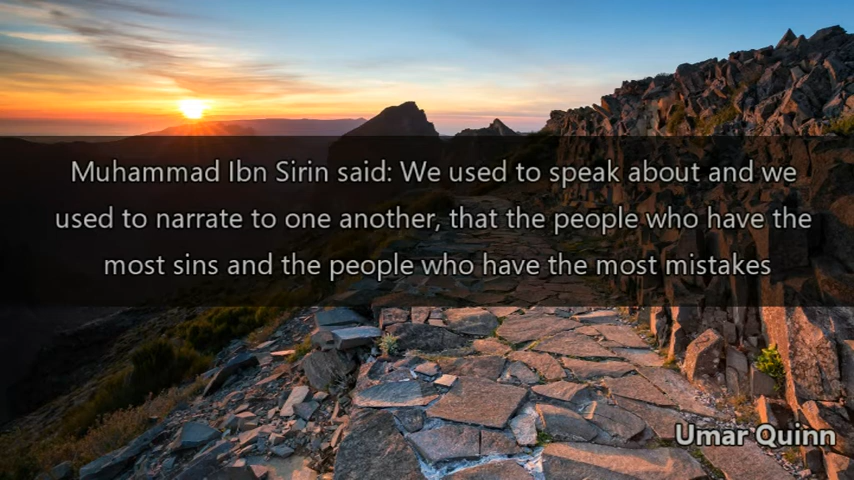 Muhammad Ibn Sirin said: We used to speak about and we
used to narrate to one another, that the people who have the
most sins and the people who have the most mistakes
Umar Quinn